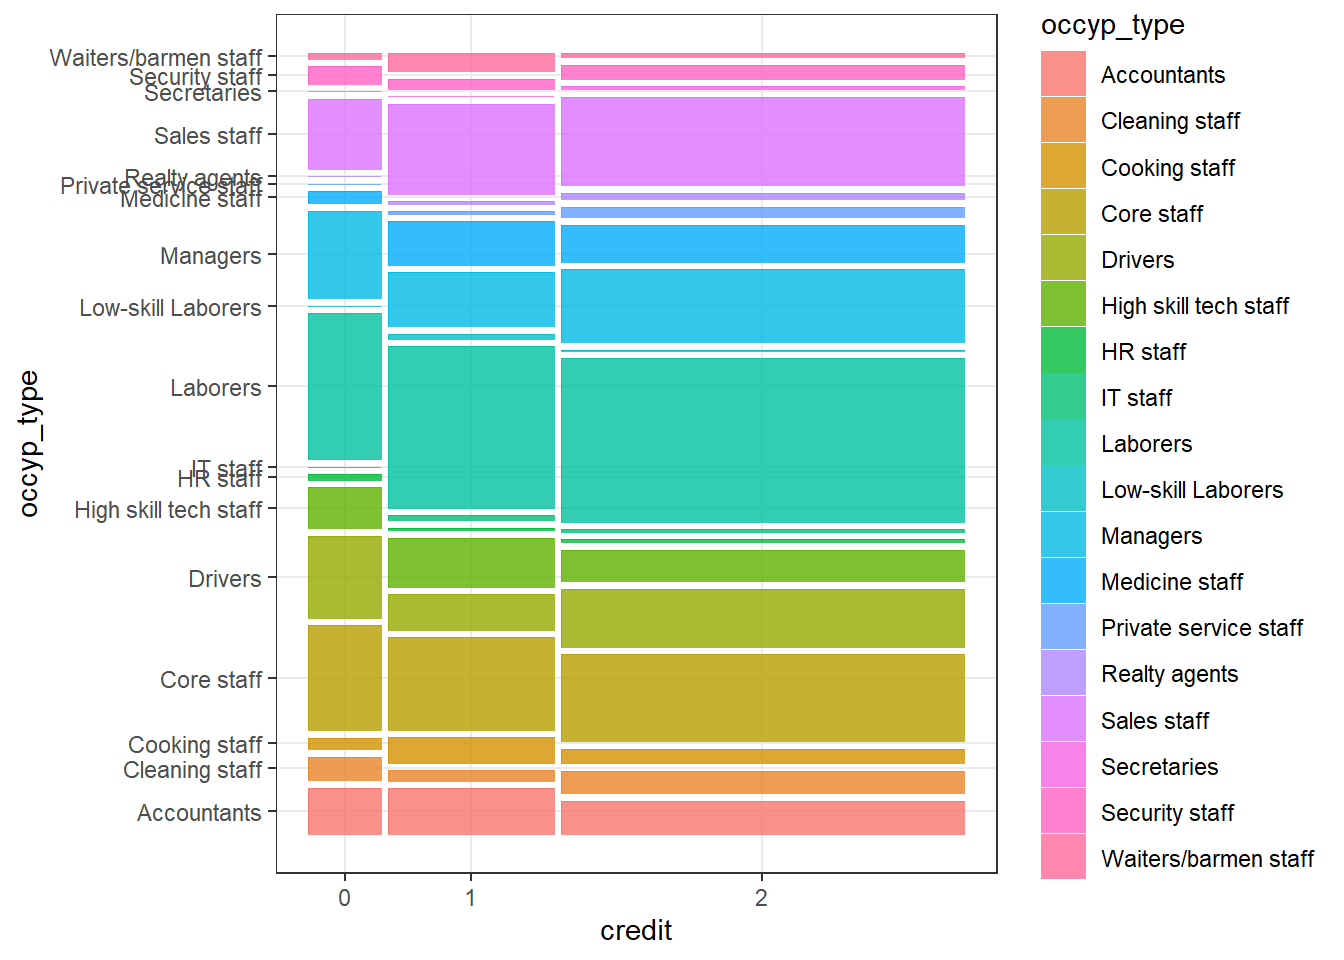 Waiters/barmen staff
Security staff
Secretaries
Sales staff
Realty agents
Private service staff
Medicine staff
Managers
Low-skill Laborers
Laborers
IT staff
HR staff
High skill tech staff
Drivers
Core staff
Cooking staff
Cleaning staff
Accountants
occyp_type
0 1 2
credit
occyp_type
Accountants
Cleaning staff
Cooking staff
Core staff
Drivers
High skill tech staff
HR staff
IT staff
Laborers
Low-skill Laborers
Managers
Medicine staff
Private service staff
Realty agents
Sales staff
Secretaries
Security staff
Waiters/barmen staff